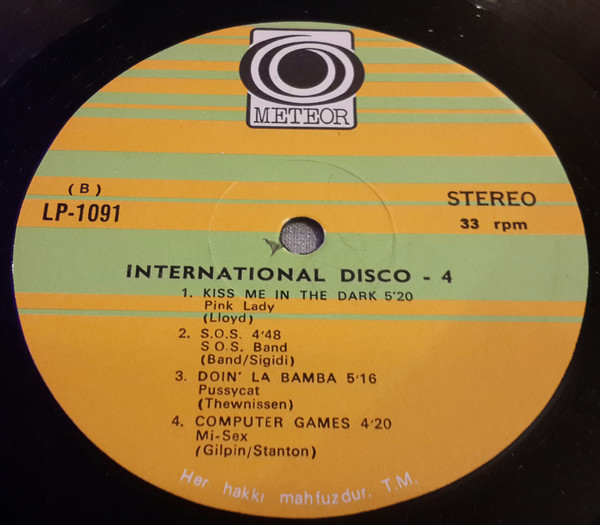 METEOR
(B)
LP-1091
STEREO
33 rpm
INTERNATIONAL DISCO - 4
1. KISS ME IN THE DARK 5'20
Pink Lady
(Lloyd)
2. S.O.S. 4'48
S O.S. Band
(Band/Sigidi)
3. DOIN' LA BAMBA 5'16
Pussycat
(Thewnissen)
4. COMPUTER GAMES 4'20
Mi-Sex
(Gilpin/Stanton)
Her hakkı mahfuzdur. T.M.